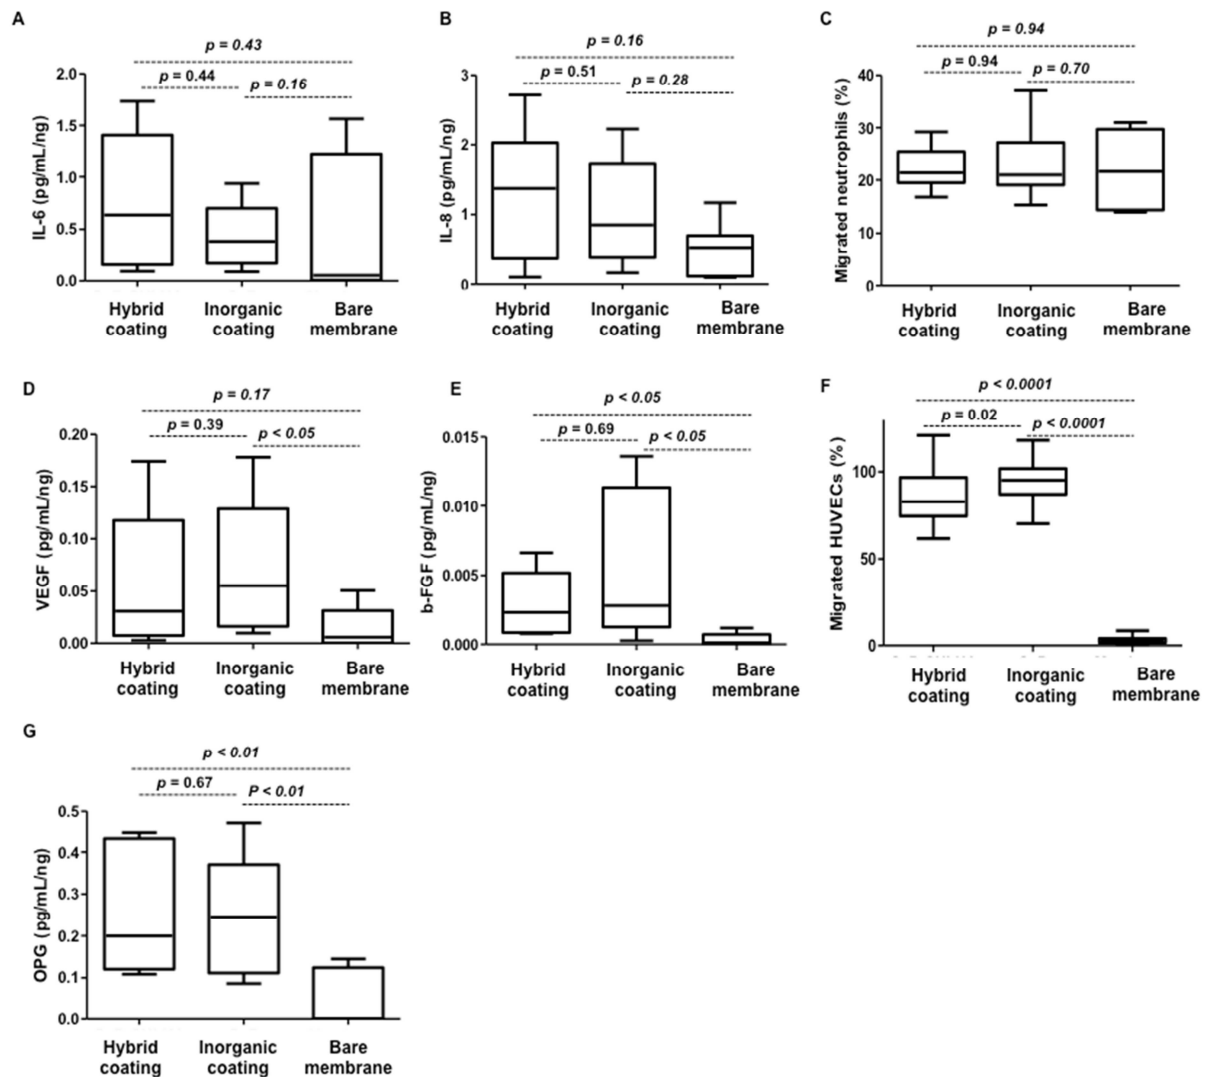 A
p = 0.43
p = 0.44
p = 0.16
IL-6 (pg/mL/ng)
2.0
1.5
1.0
0.5
0.0
Hybrid
coating
Inorganic
coating
Bare
membrane
B
p = 0.16
p = 0.51
p = 0.28
IL-8 (pg/mL/ng)
3
2
1
0
Hybrid
coating
Inorganic
coating
Bare
membrane
C
p = 0.94
p = 0.94
p = 0.70
Migrated neutrophils (%)
40
30
20
10
0
Hybrid
coating
Inorganic
coating
Bare
membrane
D
p = 0.17
p = 0.39
p < 0.05
VEGF (pg/mL/ng)
0.20
0.15
0.10
0.05
0.00
Hybrid
coating
Inorganic
coating
Bare
membrane
E
p < 0.05
p = 0.69
p < 0.05
b-FGF (pg/mL/ng)
0.015
0.010
0.005
0.000
Hybrid
coating
Inorganic
coating
Bare
membrane
F
p < 0.0001
p = 0.02
p < 0.0001
Migrated HUVECs (%)
100
50
0
Hybrid
coating
Inorganic
coating
Bare
membrane
G
p < 0.01
p = 0.67
P < 0.01
OPG (pg/mL/ng)
0.5
0.4
0.3
0.2
0.1
0.0
Hybrid
coating
Inorganic
coating
Bare
membrane